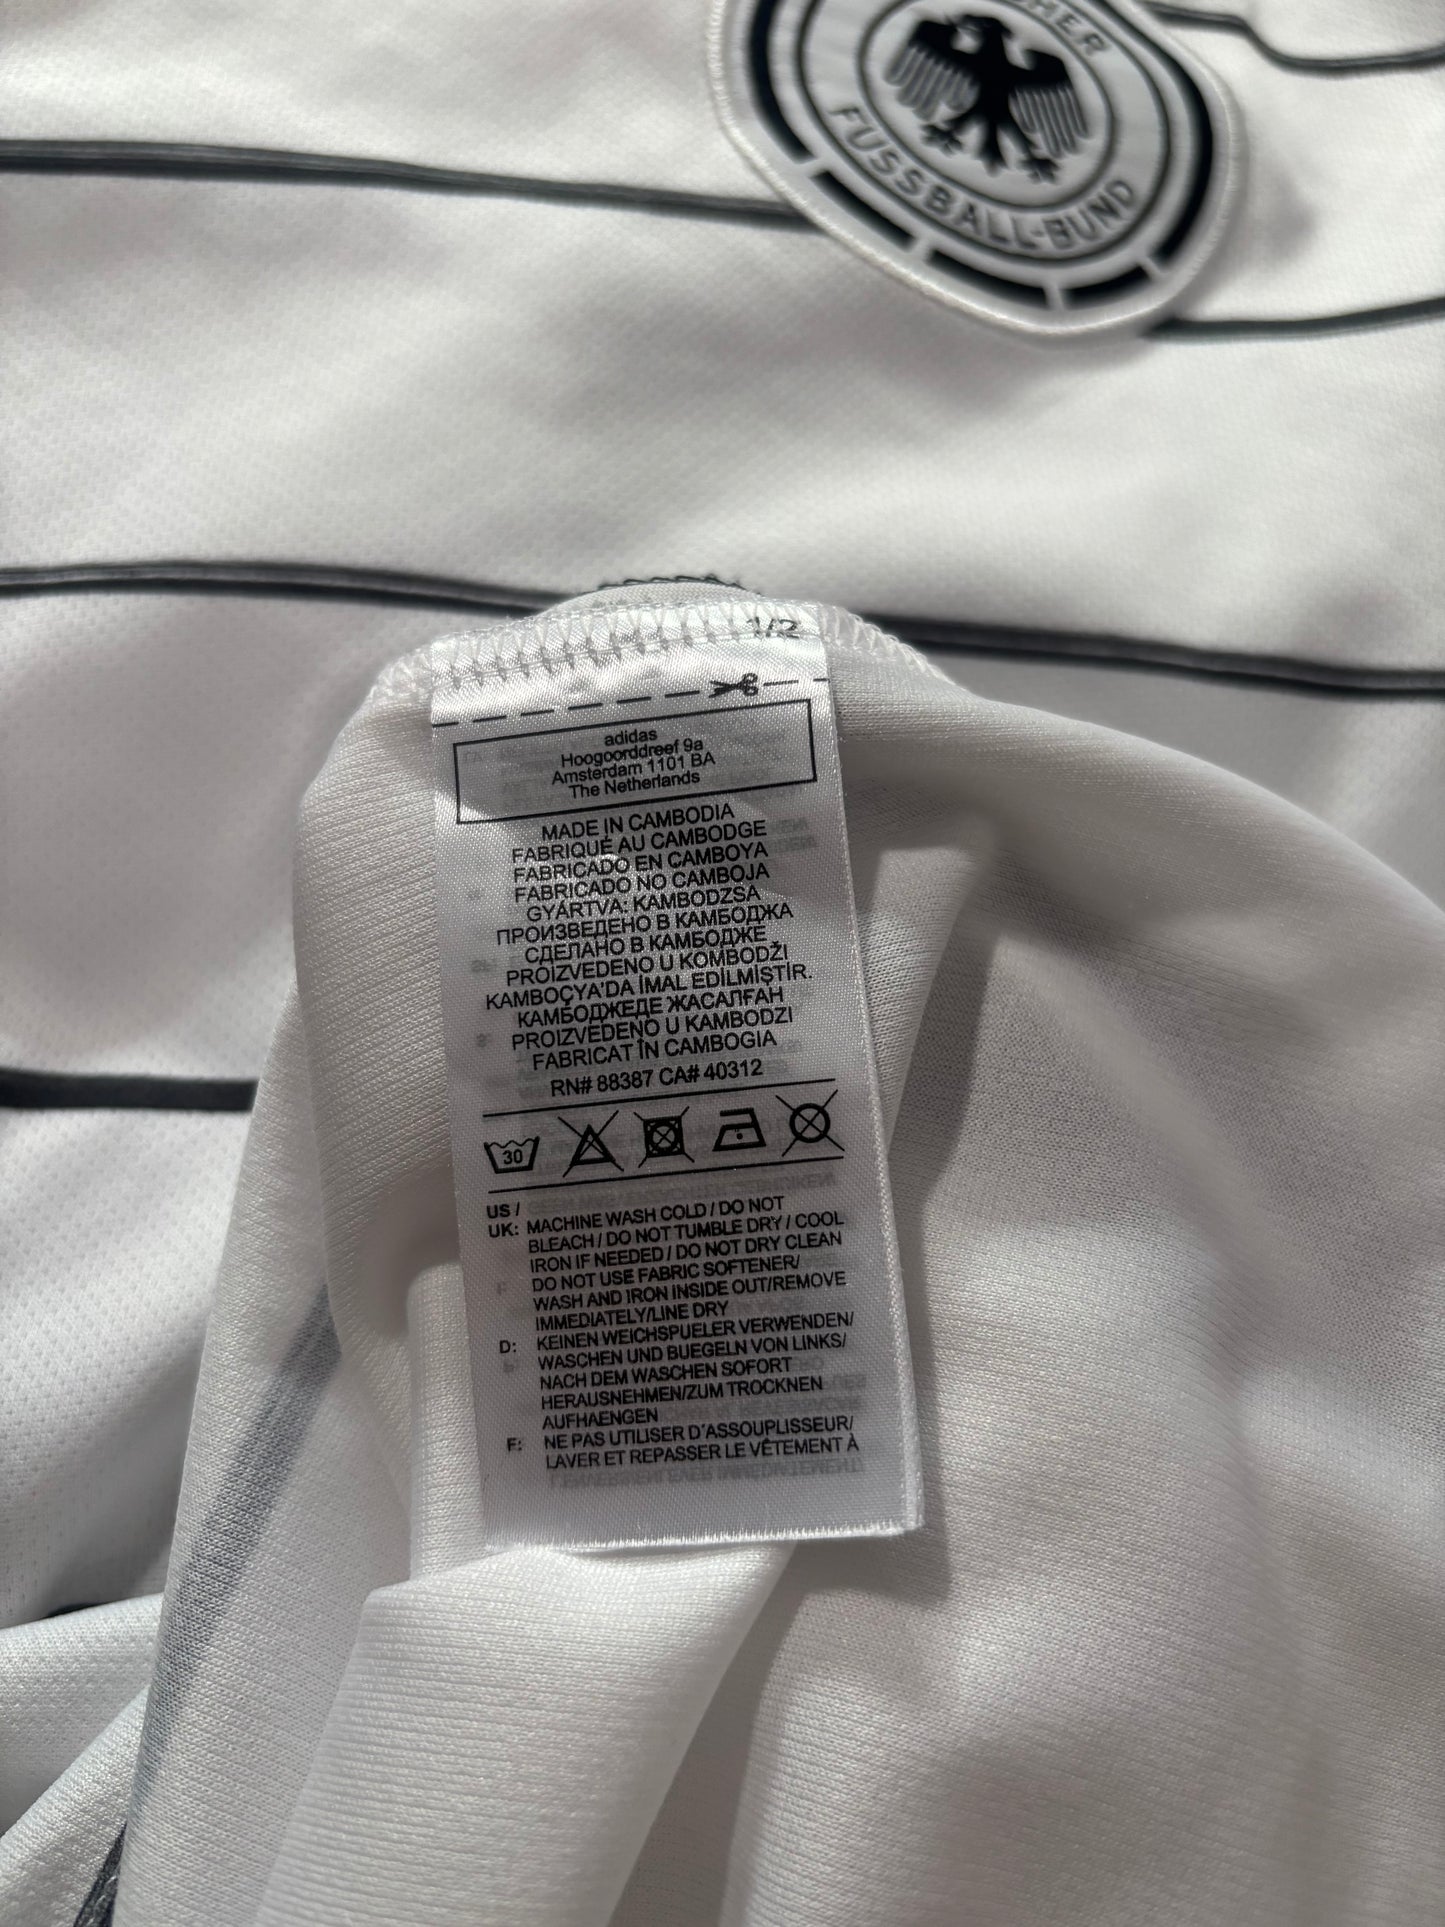 HER
FUSSBALL-BUND
1/2
adidas
Hoogoorddreef 9a
Amsterdam 1101 BA
The Netherlands
MADE IN CAMBODIA
FABRIQUÉ AU CAMBODGE
FABRICADO EN CAMBOYA
FABRICADO NO CAMBOJA
GYÁRTVA: KAMBODZSA
ПРОИЗВЕДЕНО В КАМБОДЖА
СДЕЛАНО В КАМБОДЖЕ
PROIZVEDENO U KOMBODŽI
KAMBOÇYA'DA İMAL EDİLMİŞTİR.
КАМБОДЖЕДЕ ЖАСАЛҒАН
PROIZVEDENO U KAMBODZI
FABRICAT ÎN CAMBOGIA
RN# 88387 CA# 40312
30
US /
UK: MACHINE WASH COLD / DO NOT
BLEACH / DO NOT TUMBLE DRY / COOL
IRON IF NEEDED / DO NOT DRY CLEAN
DO NOT USE FABRIC SOFTENER/
WASH AND IRON INSIDE OUT/REMOVE
IMMEDIATELY/LINE DRY
D: KEINEN WEICHSPUELER VERWENDEN/
WASCHEN UND BUEGELN VON LINKS/
NACH DEM WASCHEN SOFORT
HERAUSNEHMEN/ZUM TROCKNEN
AUFHAENGEN
F: NE PAS UTILISER D´ASSOUPLISSEUR/
LAVER ET REPASSER LE VÊTEMENT À